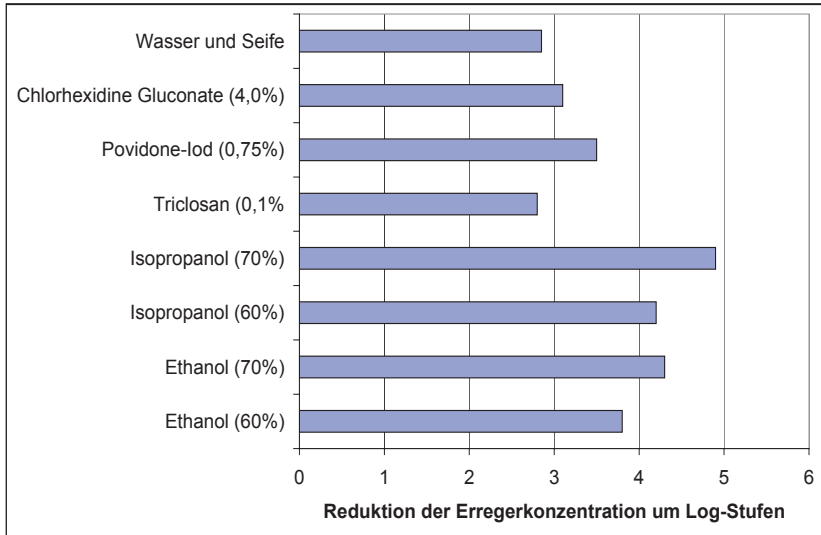 Wasser und Seife
Chlorhexidine Gluconate (4,0%)
Povidone-Iod (0,75%)
Triclosan (0,1%
Isopropanol (70%)
Isopropanol (60%)
Ethanol (70%)
Ethanol (60%)
0 1 2 3 4 5 6
Reduktion der Erregerkonzentration um Log-Stufen